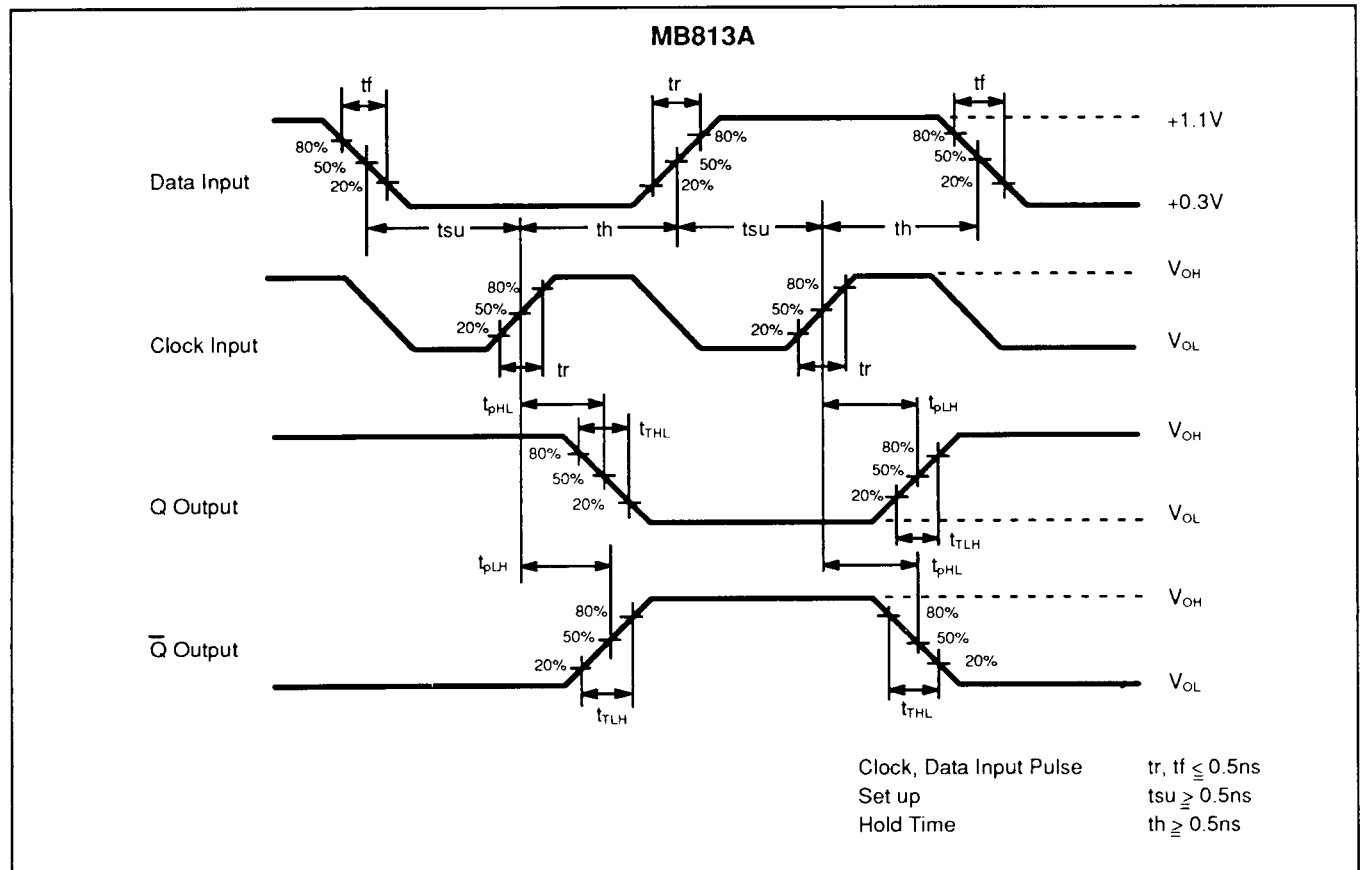 MB813A
tf tr tf
80% 80% 80% +1.1V
50% 50% 50%
20% 20% 20%
Data Input
+0.3V
tsu th tsu th
VOH
80% 80%
50% 50%
20% 20%
Clock Input VOL
tr tr
tpHL tpLH
tTHL VOH
80% 80%
50% 50%
20% 20%
Q Output VOL
tTLH
tpLH tpHL
VOH
80% 80%
50% 50%
Q̅ Output
20% 20%
VOL
tTLH tTHL
Clock, Data Input Pulse tr, tf ≦ 0.5ns
Set up tsu ≧ 0.5ns
Hold Time th ≧ 0.5ns